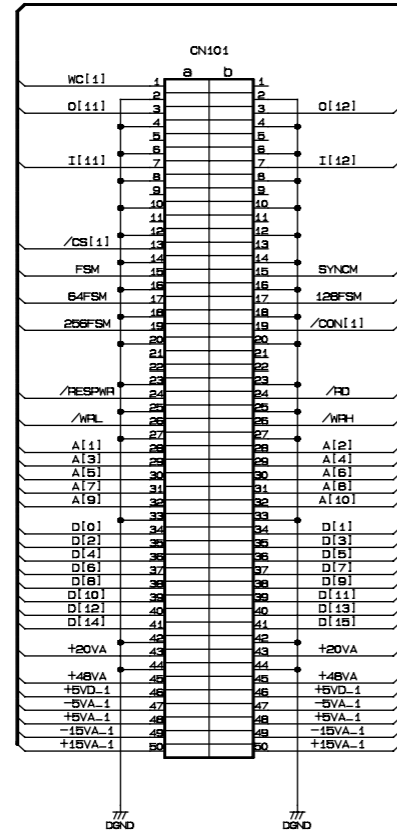 CN101
a b
WC[1] 1 1
2 2
O[11] 3 3 O[12]
4 4
5 5
6 6
I[11] 7 7 I[12]
8 8
9 9
10 10
11 11
12 12
/CS[1] 13 13
14 14
FSM 15 15 SYNCM
16 16
64FSM 17 17 128FSM
18 18
256FSM 19 19 /CON[1]
20 20
21 21
22 22
23 23
/RESPWR 24 24 /RD
25 25
/WRL 26 26 /WRH
27 27
A[1] 28 28 A[2]
A[3] 29 29 A[4]
A[5] 30 30 A[6]
A[7] 31 31 A[8]
A[9] 32 32 A[10]
33 33
D[0] 34 34 D[1]
D[2] 35 35 D[3]
D[4] 36 36 D[5]
D[6] 37 37 D[7]
D[8] 38 38 D[9]
D[10] 39 39 D[11]
D[12] 40 40 D[13]
D[14] 41 41 D[15]
42 42
+20VA 43 43 +20VA
44 44
+48VA 45 45 +48VA
+5VD_1 46 46 +5VD_1
-5VA_1 47 47 -5VA_1
+5VA_1 48 48 +5VA_1
-15VA_1 49 49 -15VA_1
+15VA_1 50 50 +15VA_1
DGND DGND